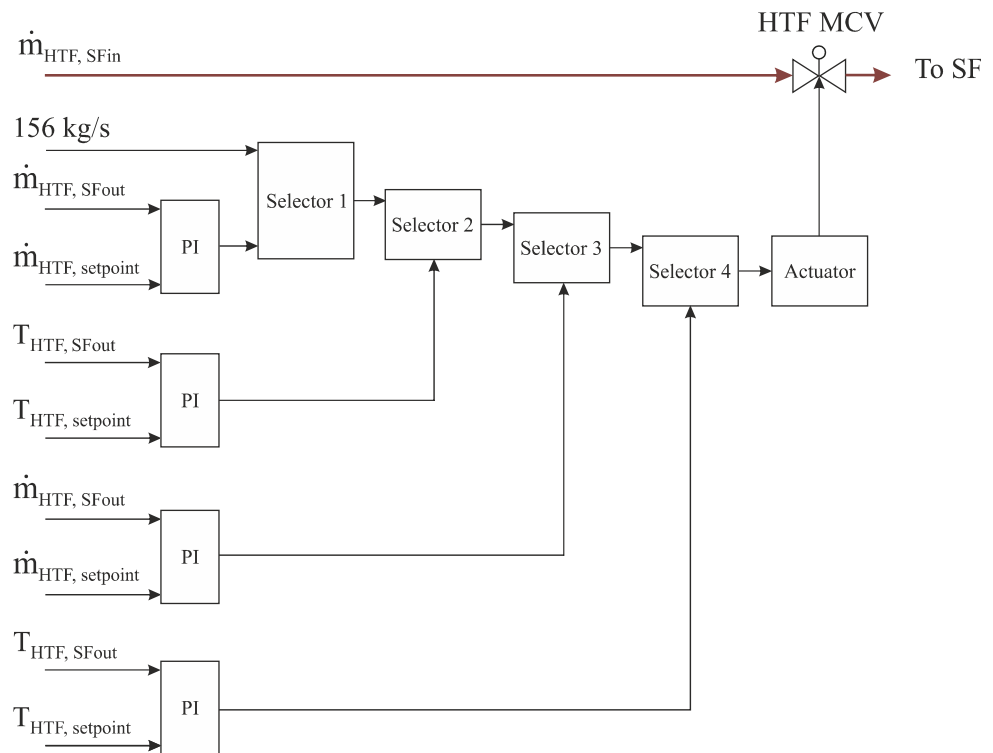 HTF MCV
ṁHTF, SFin
To SF
156 kg/s
ṁHTF, SFout
Selector 1
Selector 2
PI
Selector 3
ṁHTF, setpoint
Selector 4
Actuator
THTF, SFout
PI
THTF, setpoint
ṁHTF, SFout
PI
ṁHTF, setpoint
THTF, SFout
PI
THTF, setpoint